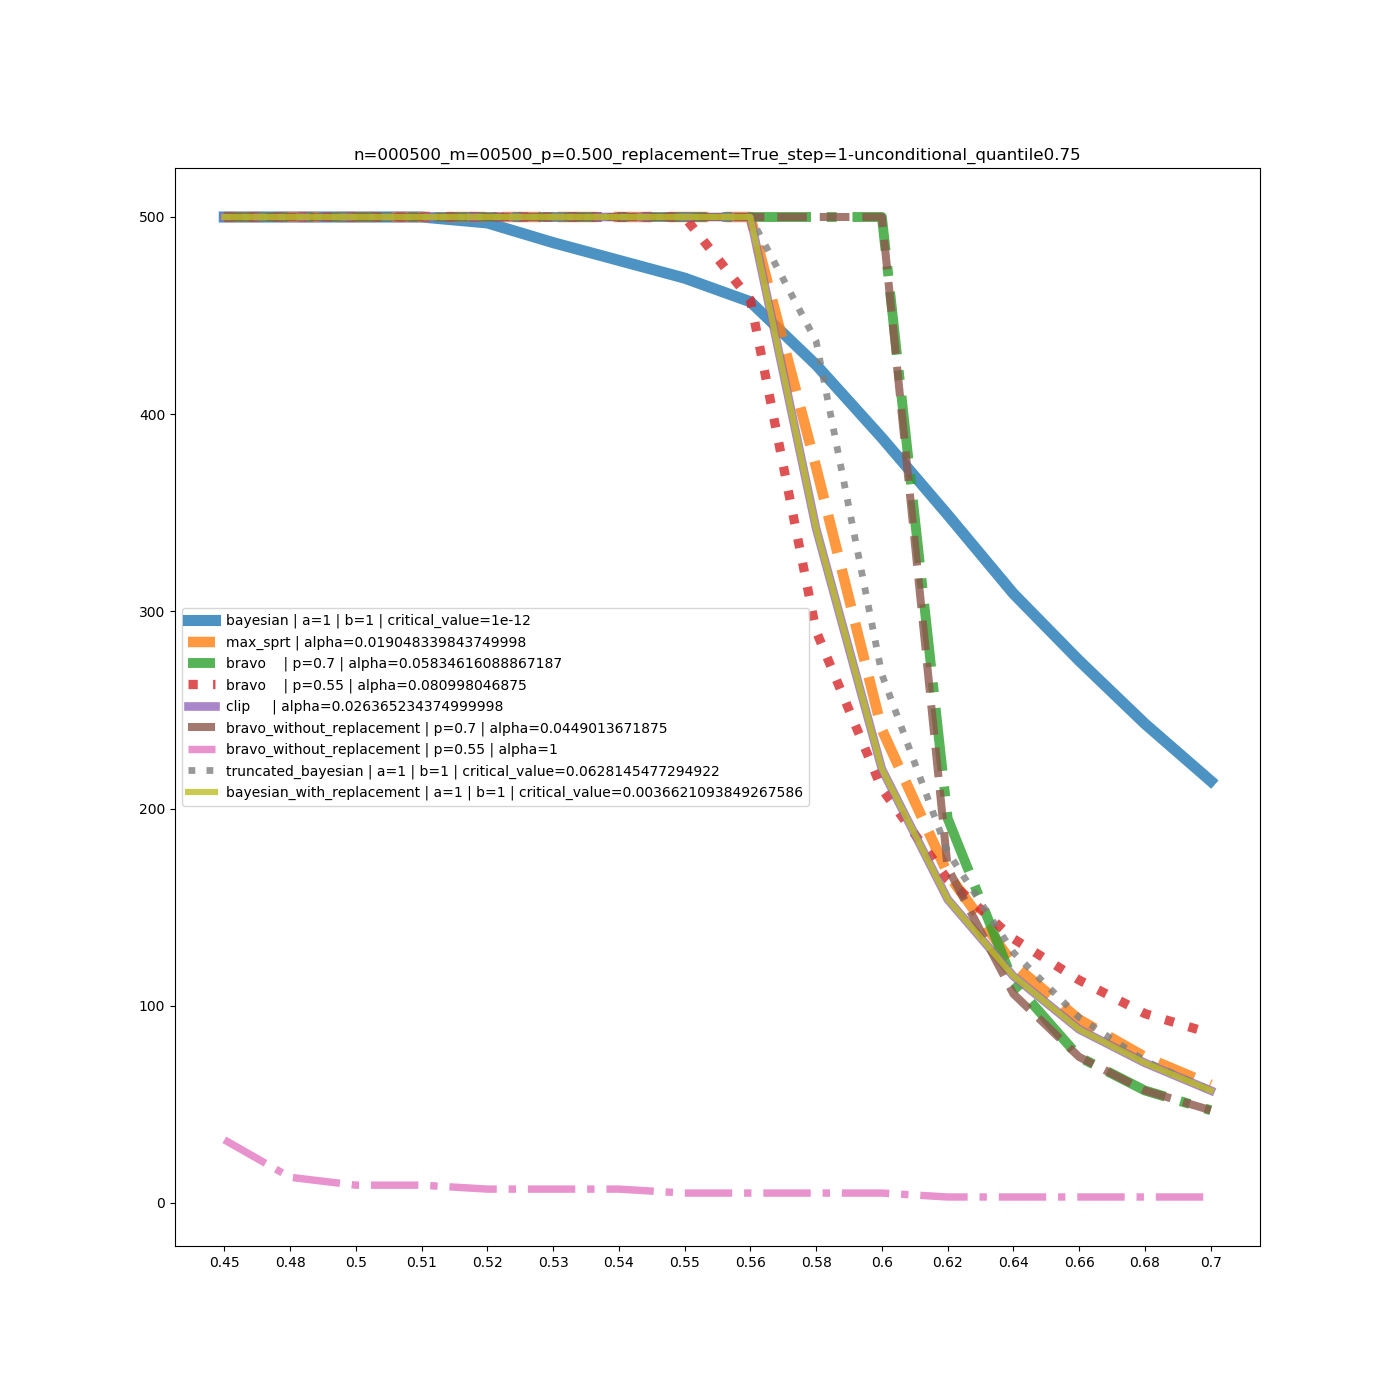 n=000500_m=00500_p=0.500_replacement=True_step=1-unconditional_quantile0.75
500
400
300
200
100
0
bayesian | a=1 | b=1 | critical_value=1e-12
max_sprt | alpha=0.019048339843749998
bravo    | p=0.7 | alpha=0.05834616088867187
bravo    | p=0.55 | alpha=0.080998046875
clip     | alpha=0.026365234374999998
bravo_without_replacement | p=0.7 | alpha=0.0449013671875
bravo_without_replacement | p=0.55 | alpha=1
truncated_bayesian | a=1 | b=1 | critical_value=0.0628145477294922
bayesian_with_replacement | a=1 | b=1 | critical_value=0.0036621093849267586
0.45 0.48 0.5 0.51 0.52 0.53 0.54 0.55 0.56 0.58 0.6 0.62 0.64 0.66 0.68 0.7